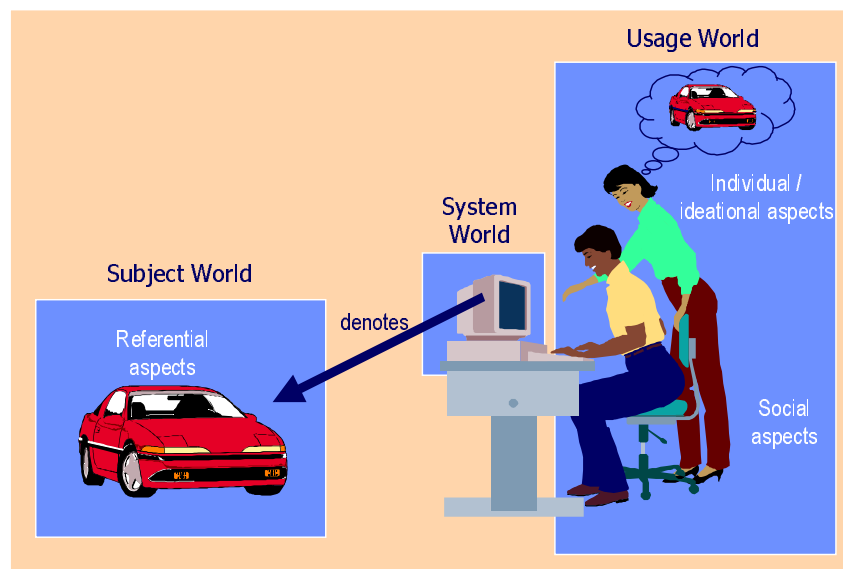 Usage World
Individual /
ideational aspects
System
World
Subject World
denotes
Referential
aspects
Social
aspects